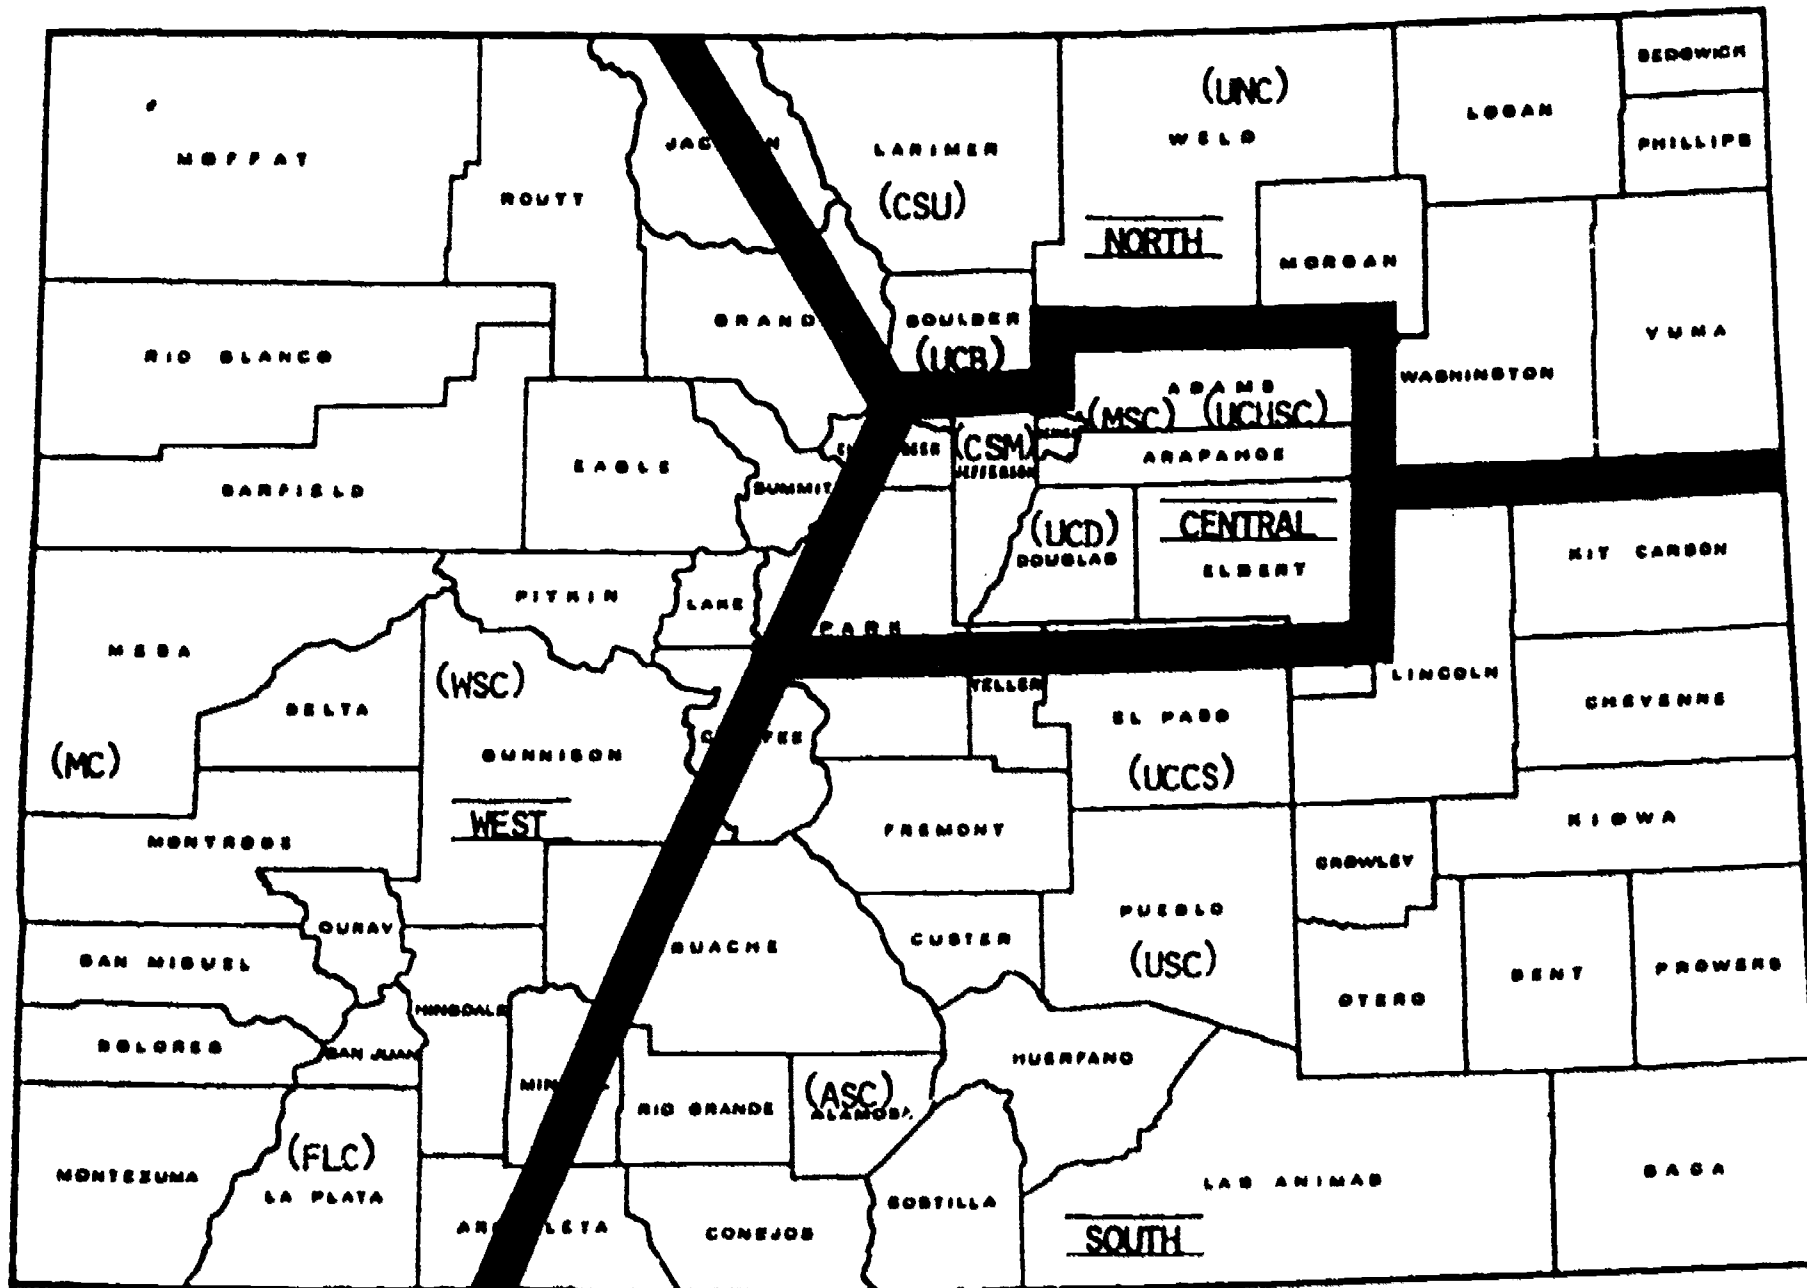 SEDGWICK
(UNC)
LOGAN
WELD
PHILLIPS
LARIMER
MOFFAT
ROUTT
(CSU)
NORTH
MORGAN
GRAND
BOULDER
YUMA
RIO BLANCO
(UCB)
WASHINGTON
ADAMS
(MSC) (UCHSC)
(CSM)
ARAPAHOE
EAGLE
JEFFERSON
GARFIELD
SUMMIT
(UCD)
CENTRAL
KIT CARSON
DOUGLAS
ELBERT
PITKIN
LAKE
PARK
MESA
LINCOLN
(WSC)
TELLER
DELTA
CHEYENNE
EL PASO
GUNNISON
(MC)
(UCCS)
WEST
KIOWA
FREMONT
MONTROSE
CROWLEY
PUEBLO
OURAY
CUSTER
SAN MIGUEL
(USC)
PROWERS
BENT
OTERO
HINSDALE
DOLORES
SAN JUAN
HUERFANO
(ASC)
RIO GRANDE
ALAMOSA
(FLC)
MONTEZUMA
LA PLATA
BACA
LAS ANIMAS
COSTILLA
CONEJOS
SOUTH